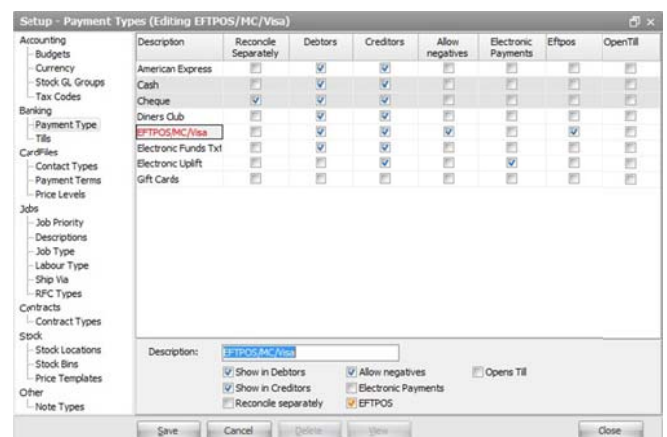 Setup - Payment Types (Editing EFTPOS/MC/Visa)
Accounting
Budgets
Currency
Stock GL Groups
Tax Codes
Banking
Payment Type
Tills
CardFiles
Contact Types
Payment Terms
Price Levels
Jobs
Job Priority
Descriptions
Job Type
Labour Type
Ship Via
RFC Types
Contracts
Contract Types
Stock
Stock Locations
Stock Bins
Price Templates
Other
Note Types
Description Reconcile Separately Debtors Creditors Allow negatives Electronic Payments Eftpos OpenTill
American Express
Cash
Cheque
Diners Club
EFTPOS/MC/Visa
Electronic Funds Txf
Electronic Uplift
Gift Cards
Description: EFTPOS/MC/Visa
Show in Debtors Allow negatives Opens Till
Show in Creditors Electronic Payments
Reconcile separately EFTPOS
Save Cancel Delete View Close